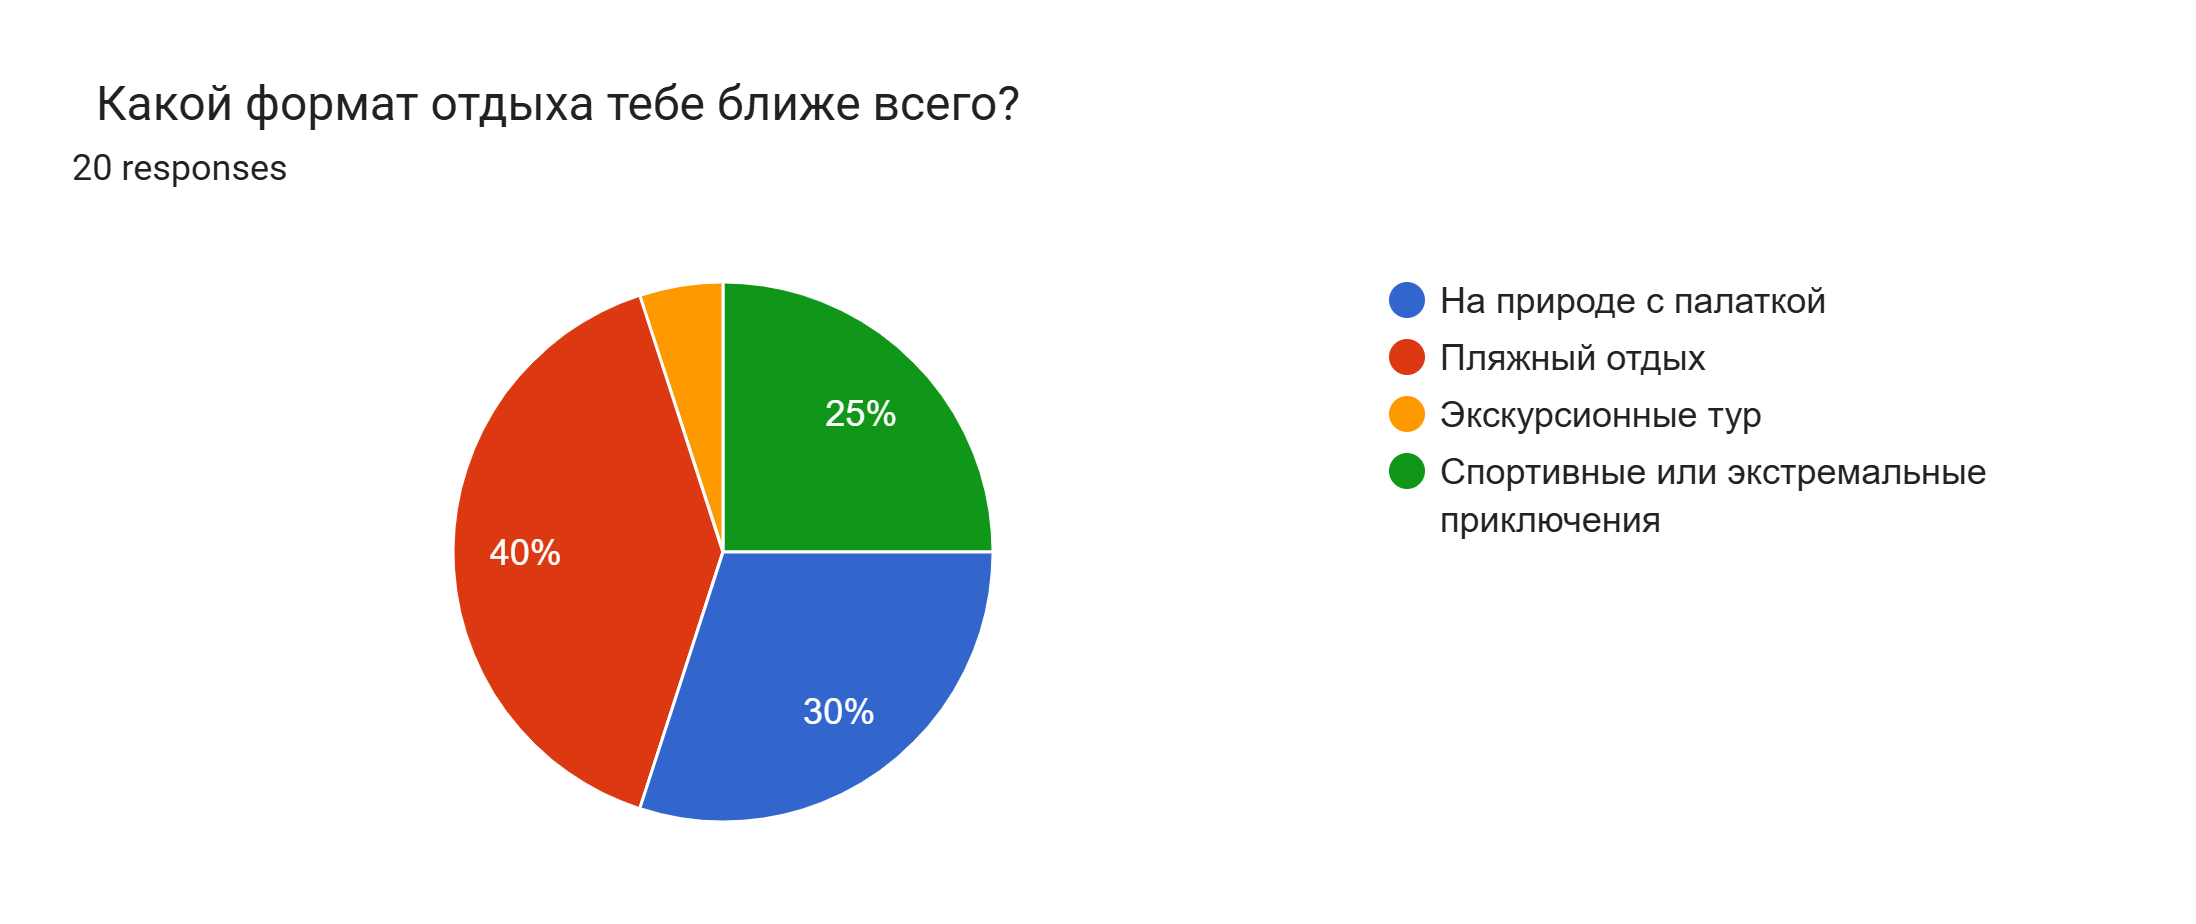 Какой формат отдыха тебе ближе всего?
20 responses
25%
40%
30%
На природе с палаткой
Пляжный отдых
Экскурсионные тур
Спортивные или экстремальные
приключения